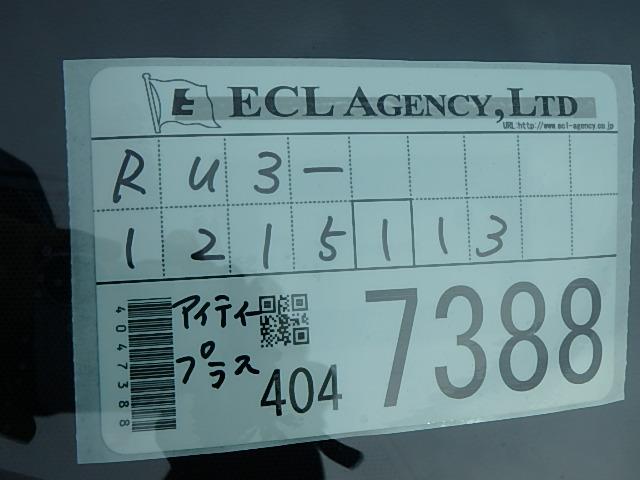 E ECL AGENCY, LTD
URL:http://www.ecl-agency.co.jp
RU3-
1215113
アイティー
プラス
404 7388
4047388